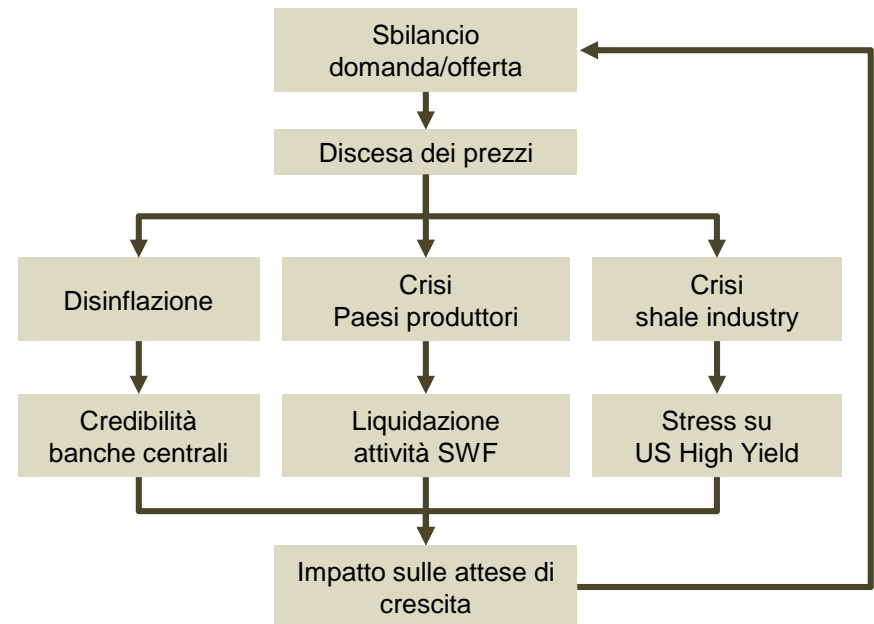 Sbilancio
domanda/offerta
Discesa dei prezzi
Disinflazione
Crisi
Paesi produttori
Crisi
shale industry
Credibilità
banche centrali
Liquidazione
attività SWF
Stress su
US High Yield
Impatto sulle attese di
crescita